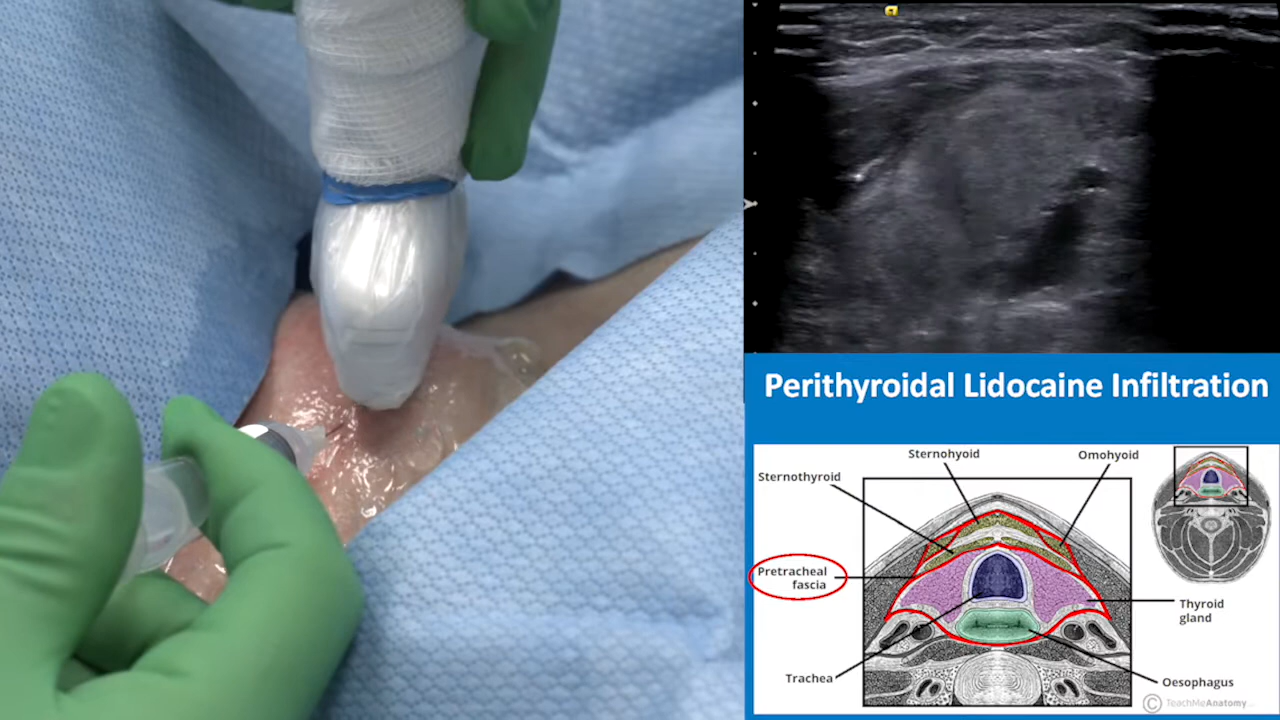 Perithyroidal Lidocaine Infiltration
Sternohyoid
Omohyoid
Sternothyroid
Pretracheal
fascia
Thyroid
gland
Trachea
Oesophagus
© TeachMeAnatomy